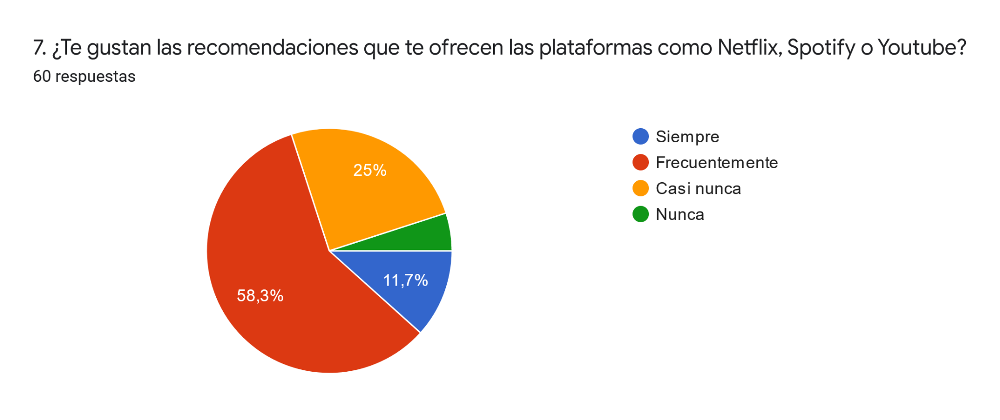 7. ¿Te gustan las recomendaciones que te ofrecen las plataformas como Netflix, Spotify o Youtube?
60 respuestas
Siempre
Frecuentemente
Casi nunca
Nunca
25%
11,7%
58,3%